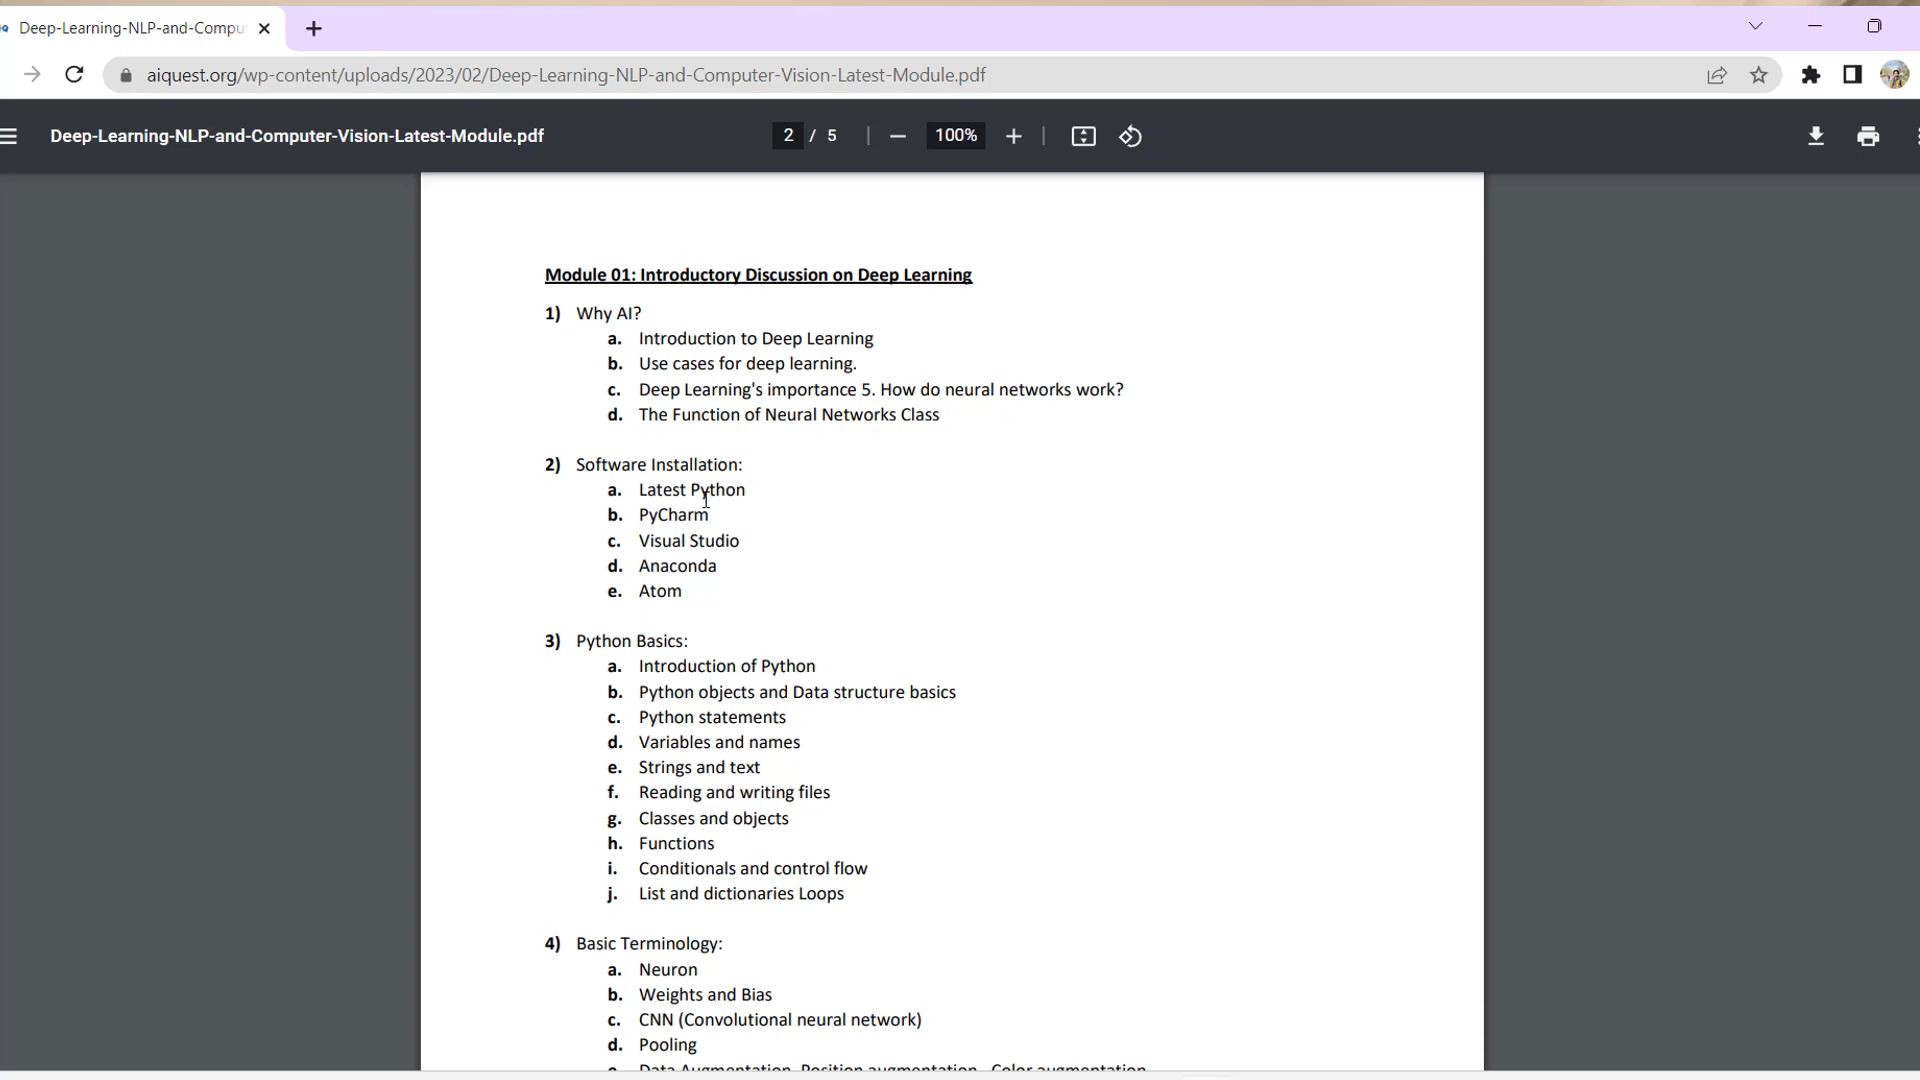 Deep-Learning-NLP-and-Compu
aiquest.org/wp-content/uploads/2023/02/Deep-Learning-NLP-and-Computer-Vision-Latest-Module.pdf
Deep-Learning-NLP-and-Computer-Vision-Latest-Module.pdf 2 / 5 100%
Module 01: Introductory Discussion on Deep Learning
1) Why AI?
a. Introduction to Deep Learning
b. Use cases for deep learning.
c. Deep Learning's importance 5. How do neural networks work?
d. The Function of Neural Networks Class
2) Software Installation:
a. Latest Python
b. PyCharm
c. Visual Studio
d. Anaconda
e. Atom
3) Python Basics:
a. Introduction of Python
b. Python objects and Data structure basics
c. Python statements
d. Variables and names
e. Strings and text
f. Reading and writing files
g. Classes and objects
h. Functions
i. Conditionals and control flow
j. List and dictionaries Loops
4) Basic Terminology:
a. Neuron
b. Weights and Bias
c. CNN (Convolutional neural network)
d. Pooling
e. Data Augmentation, Position augmentation, Color augmentation